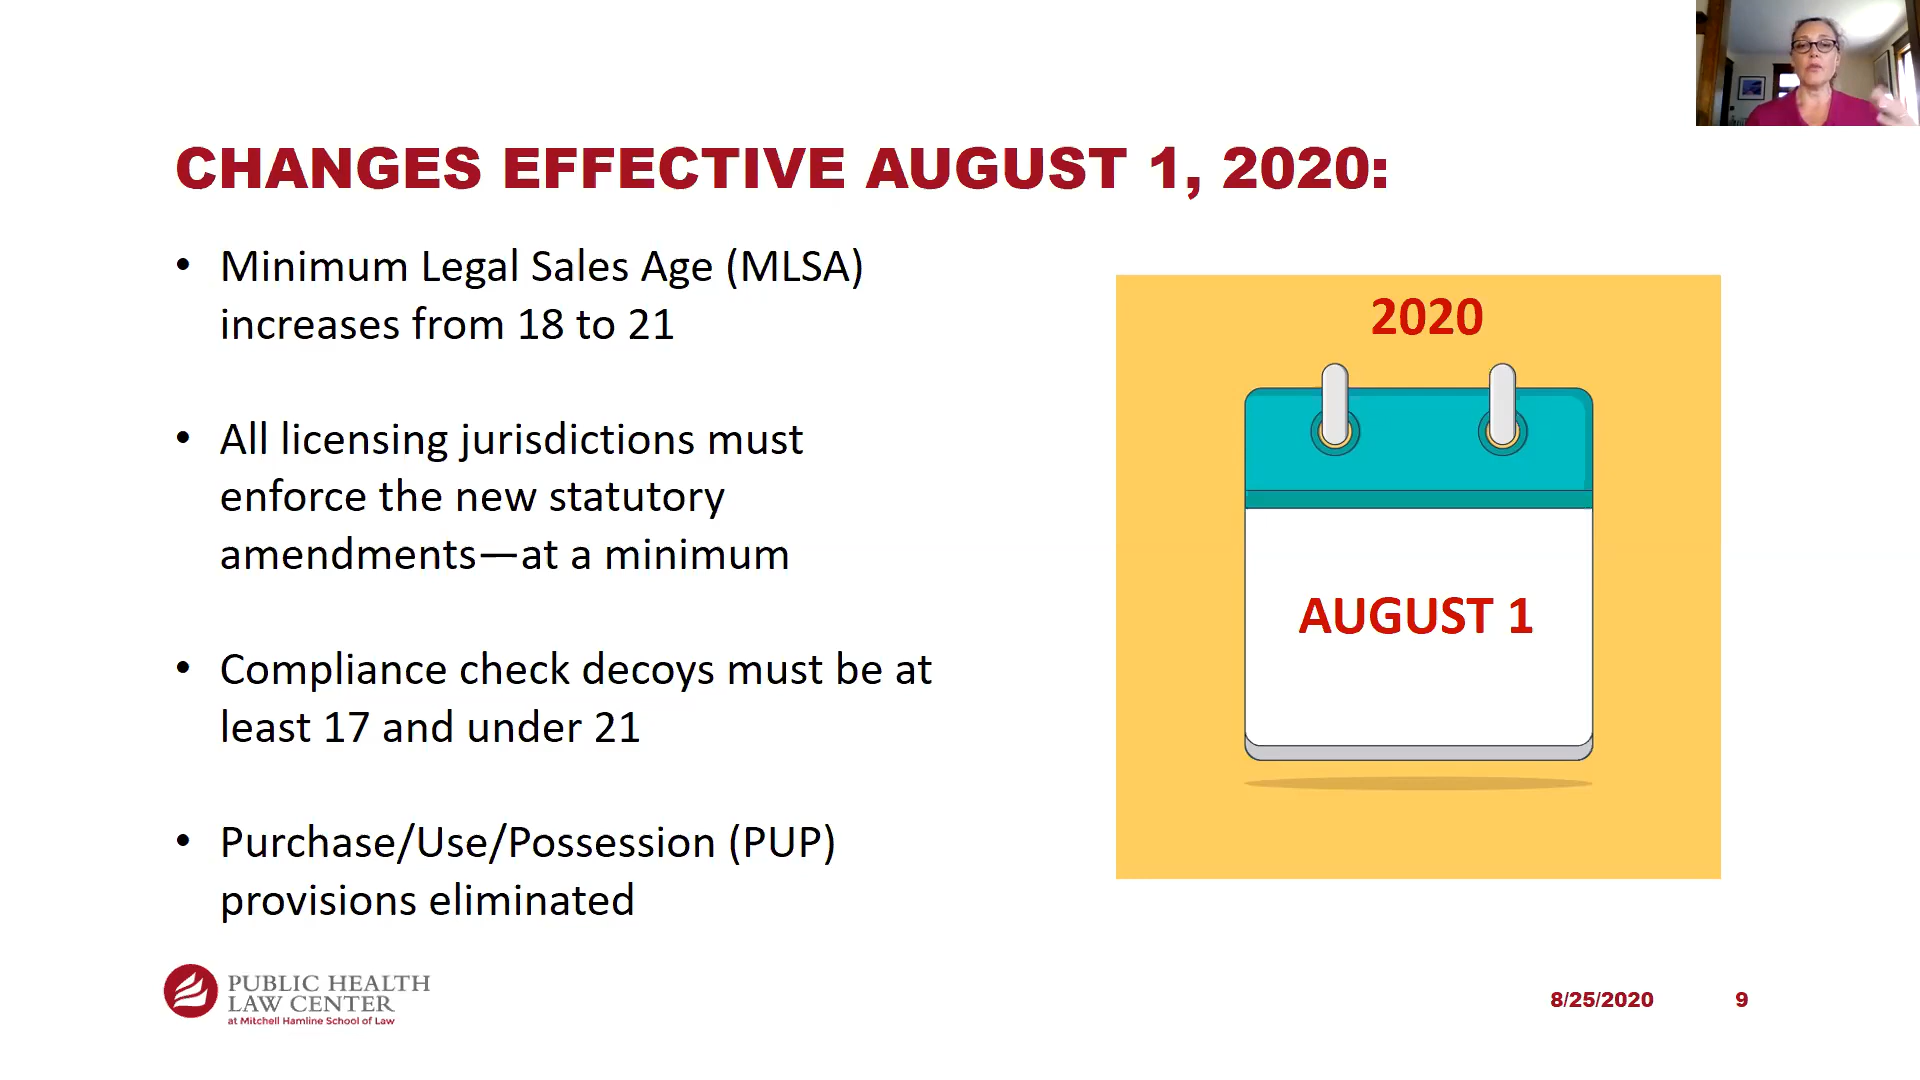 CHANGES EFFECTIVE AUGUST 1, 2020:
• Minimum Legal Sales Age (MLSA)
increases from 18 to 21
• All licensing jurisdictions must
enforce the new statutory
amendments—at a minimum
• Compliance check decoys must be at
least 17 and under 21
• Purchase/Use/Possession (PUP)
provisions eliminated
2020
AUGUST 1
PUBLIC HEALTH
LAW CENTER
at Mitchell Hamline School of Law
8/25/2020
9